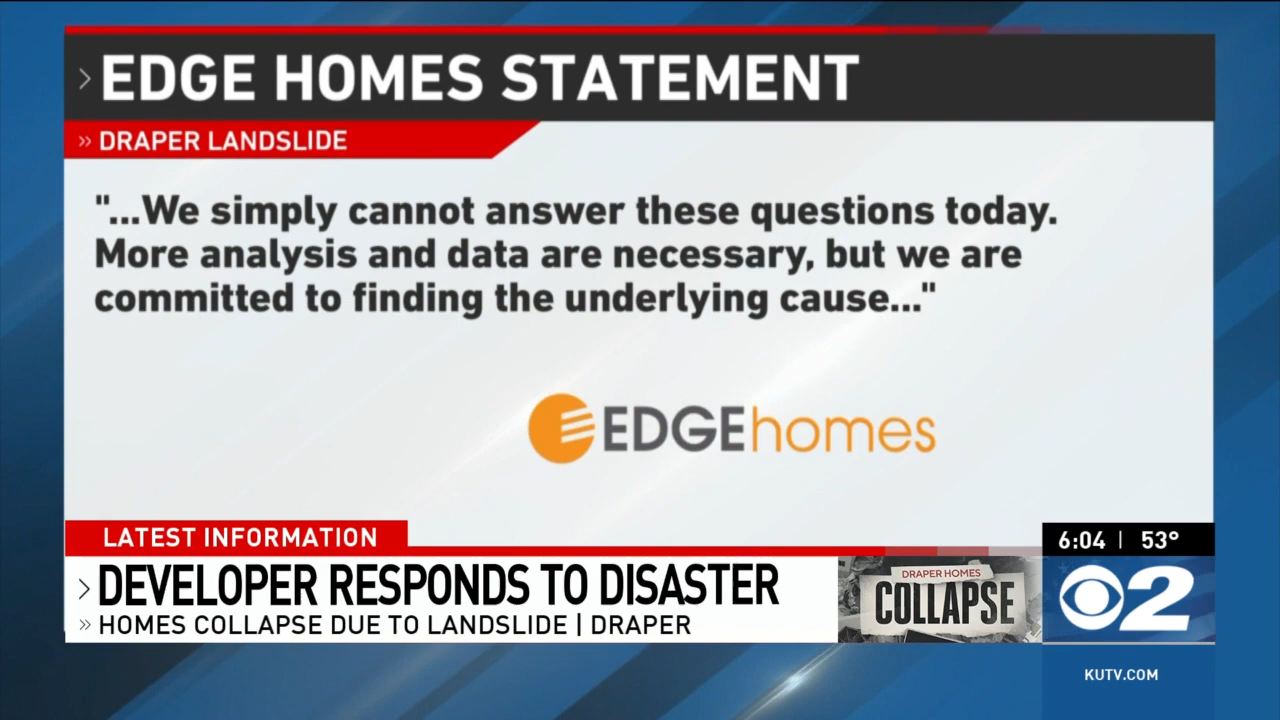 EDGE HOMES STATEMENT
DRAPER LANDSLIDE
"...We simply cannot answer these questions today.
More analysis and data are necessary, but we are
committed to finding the underlying cause..."
EDGEhomes
LATEST INFORMATION
DEVELOPER RESPONDS TO DISASTER
HOMES COLLAPSE DUE TO LANDSLIDE | DRAPER
DRAPER HOMES
COLLAPSE
6:04 | 53°
2
KUTV.COM